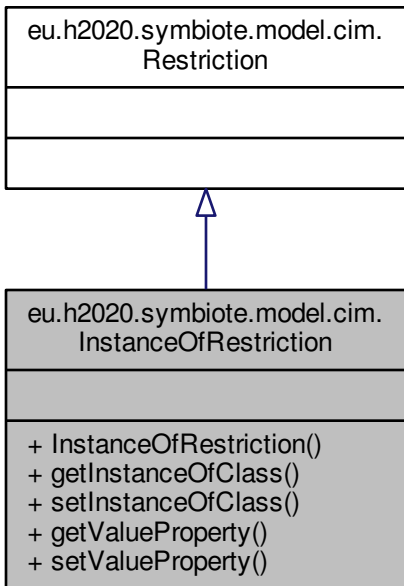 eu.h2020.symbiote.model.cim.
Restriction
eu.h2020.symbiote.model.cim.
InstanceOfRestriction
+ InstanceOfRestriction()
+ getInstanceOfClass()
+ setInstanceOfClass()
+ getValueProperty()
+ setValueProperty()